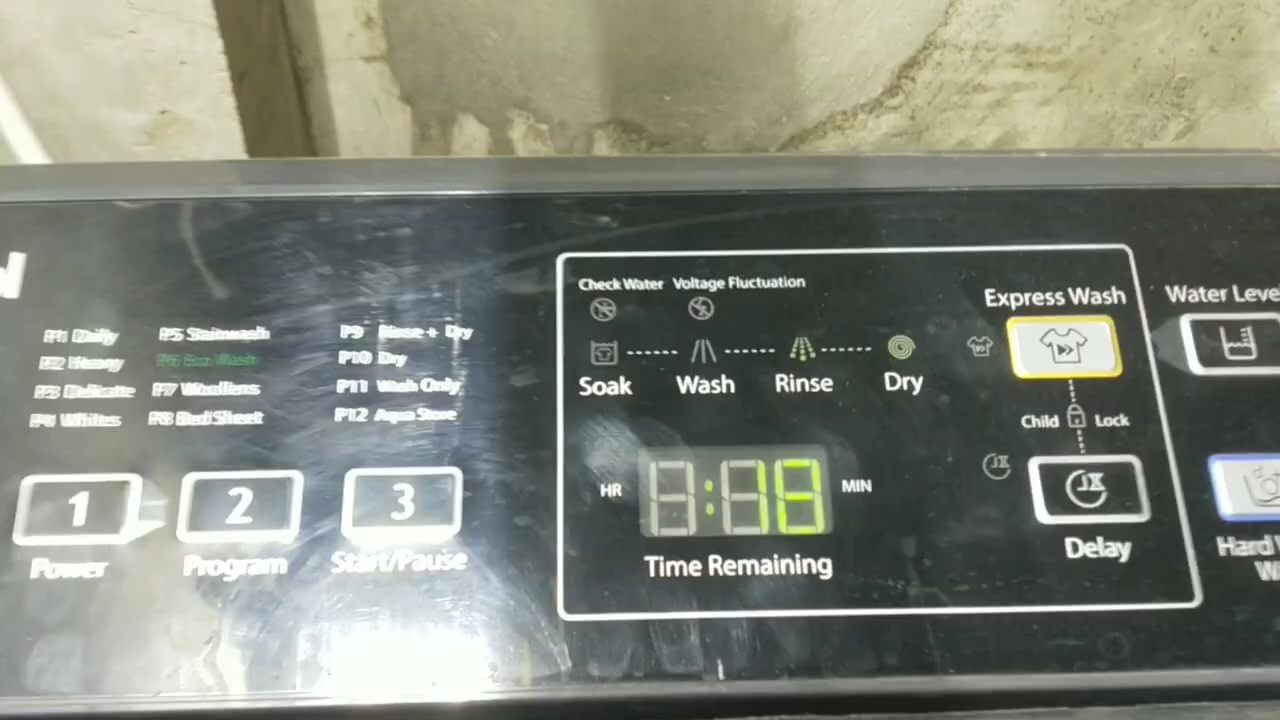 P1 Daily P5 Stainwash P9 Rinse + Dry
P2 Heavy P6 Eco Wash P10 Dry
P3 Delicate P7 Woollens P11 Wash Only
P4 Whites P8 Bed Sheet P12 Aqua Store
1 2 3
Power Program Start/Pause
Check Water Voltage Fluctuation
Soak Wash Rinse Dry
HR :18 MIN
Time Remaining
Express Wash
Child Lock
Delay
Water Leve
Hard